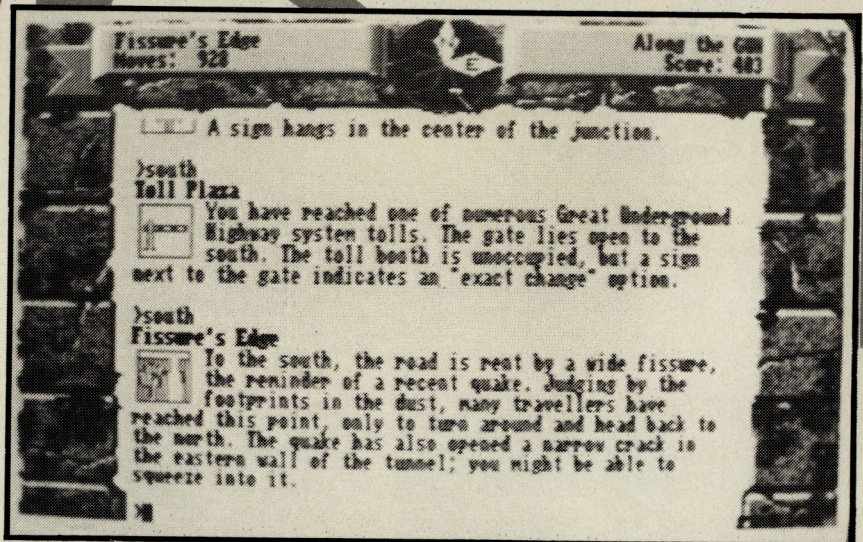 Fissure's Edge
Moves: 928
N
E
Along the GUH
Score: 403
A sign hangs in the center of the junction.
>south
Toll Plaza
You have reached one of numerous Great Underground
Highway system tolls. The gate lies open to the
south. The toll booth is unoccupied, but a sign
next to the gate indicates an "exact change" option.
>south
Fissure's Edge
To the south, the road is rent by a wide fissure,
the reminder of a recent quake. Judging by the
footprints in the dust, many travellers have
reached this point, only to turn around and head back to
the north. The quake has also opened a narrow crack in
the eastern wall of the tunnel; you might be able to
squeeze into it.
>